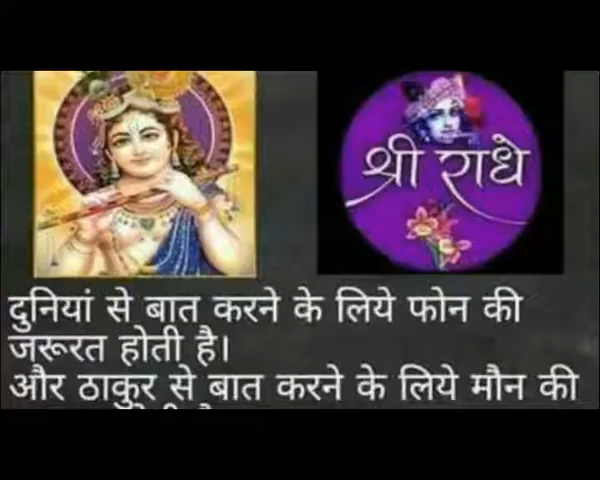 श्री राधे
दुनियां से बात करने के लिये फोन की
जरूरत होती है।
और ठाकुर से बात करने के लिये मौन की